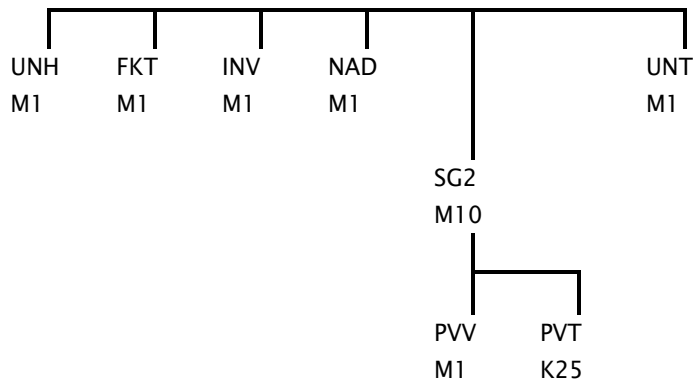 UNH FKT INV NAD UNT
M1 M1 M1 M1 M1
SG2
M10
PVV PVT
M1 K25